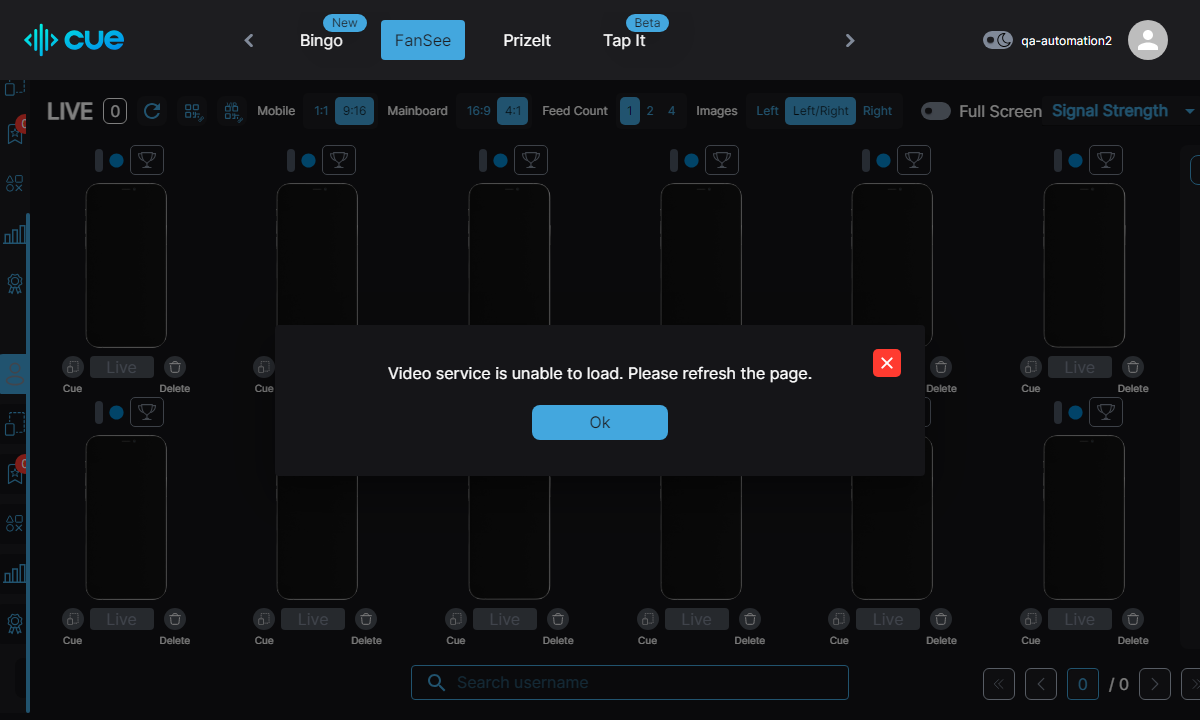 cue
Bingo
New
FanSee
PrizeIt
Tap It
Beta
qa-automation2
LIVE 0
Mobile 1:1 9:16
Mainboard 16:9 4:1
Feed Count 1 2 4
Images Left Left/Right Right
Full Screen
Signal Strength
Live
Cue
Delete
Cue
Live
Cue
Delete
Delete
Video service is unable to load. Please refresh the page.
Ok
Live Live Live Live Live Live
Cue Delete Cue Delete Cue Delete Cue Delete Cue Delete Cue Delete
Search username
0 / 0